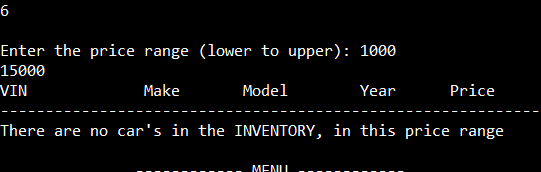 6
Enter the price range (lower to upper): 1000
15000
VIN Make Model Year Price
------------------------------------------------------------
There are no car's in the INVENTORY, in this price range
------------ MENU ------------